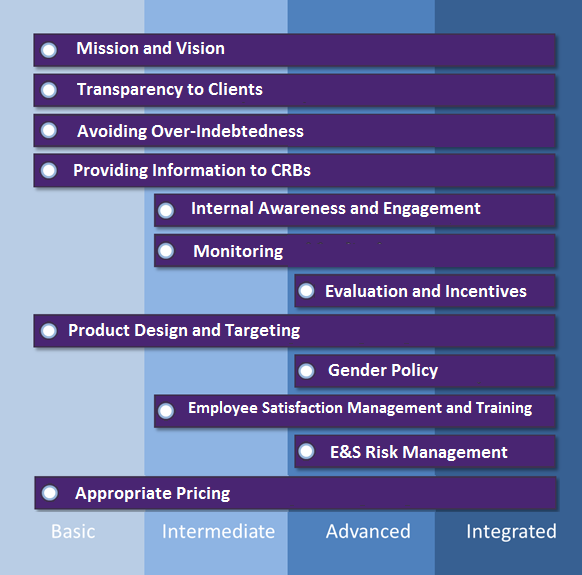 Mission and Vision
Transparency to Clients
Avoiding Over-Indebtedness
Providing Information to CRBs
Internal Awareness and Engagement
Monitoring
Evaluation and Incentives
Product Design and Targeting
Gender Policy
Employee Satisfaction Management and Training
E&S Risk Management
Appropriate Pricing
Basic Intermediate Advanced Integrated